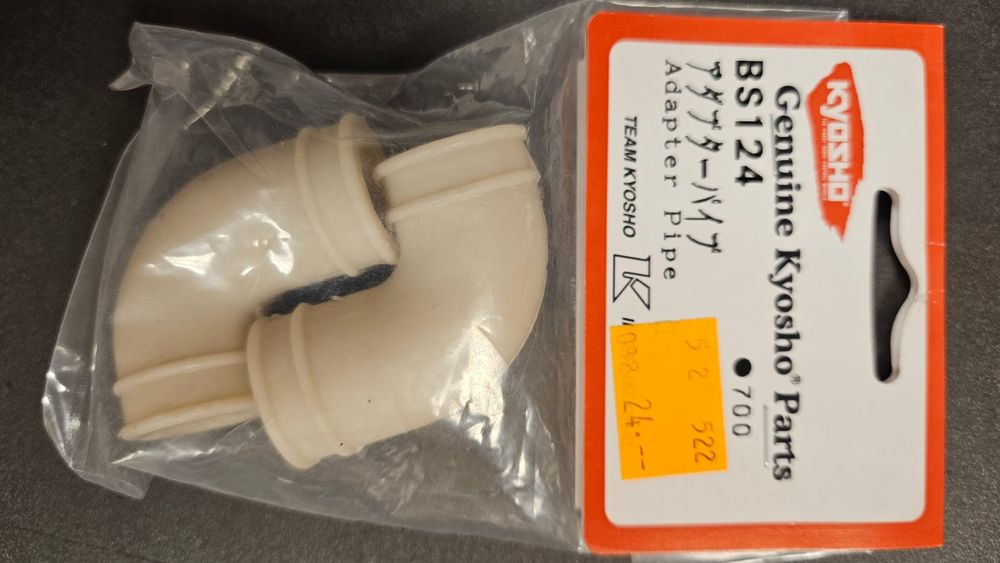 KYOSHO
Genuine Kyosho® Parts
BS124
●700
アダプターパイプ
Adapter pipe
TEAM KYOSHO
52 522
032 24.--